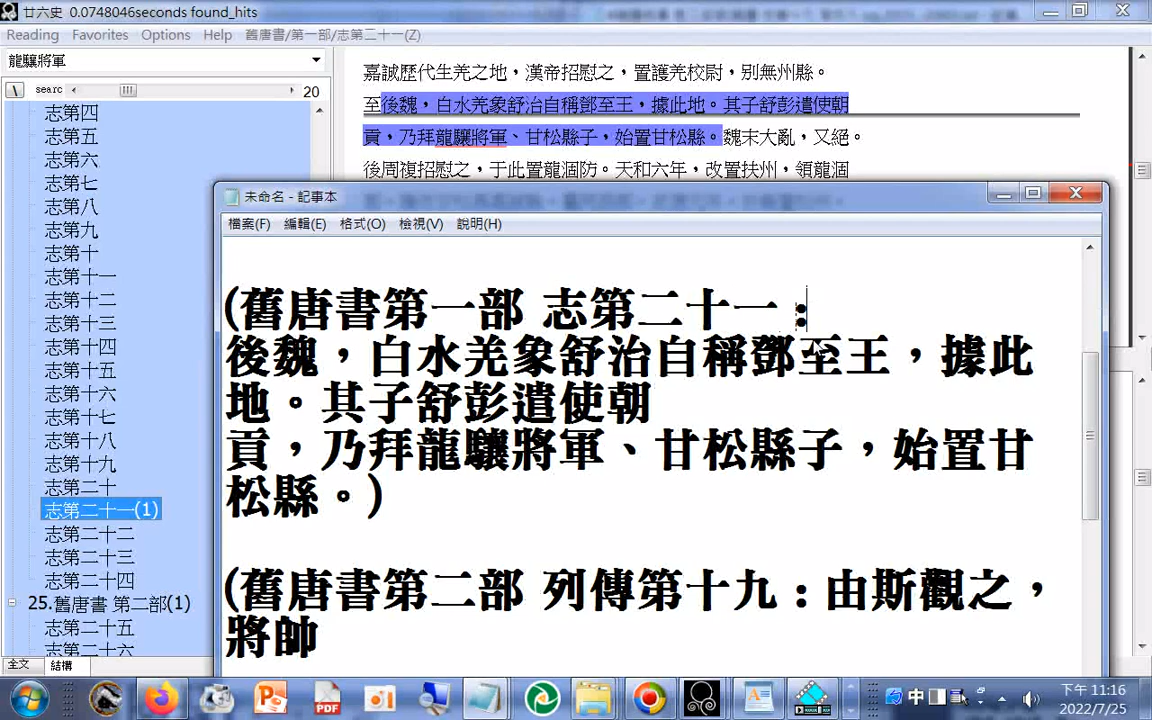 廿六史 0.0748046seconds found_hits
Reading Favorites Options Help 舊唐書/第一部/志第二十一(Z)
龍驤將軍
\ searc 20
志第四
志第五
志第六
志第七
志第八
志第九
志第十
志第十一
志第十二
志第十三
志第十四
志第十五
志第十六
志第十七
志第十八
志第十九
志第二十
志第二十一(1)
志第二十二
志第二十三
志第二十四
25.舊唐書 第二部(1)
志第二十五
志第二十六
全文 結構
嘉誠歷代生羌之地，漢帝招慰之，置護羌校尉，別無州縣。
至後魏，白水羌象舒治自稱鄧至王，據此地。其子舒彭遣使朝
貢，乃拜龍驤將軍、甘松縣子，始置甘松縣。魏末大亂，又絕。
後周復招慰之，于此置龍涸防。天和六年，改置扶州，領龍涸
未命名 - 記事本
檔案(F) 編輯(E) 格式(O) 檢視(V) 說明(H)
(舊唐書第一部 志第二十一：
後魏，白水羌象舒治自稱鄧至王，據此
地。其子舒彭遣使朝
貢，乃拜龍驤將軍、甘松縣子，始置甘
松縣。)
(舊唐書第二部 列傳第十九：由斯觀之，
將帥
PDF
中
下午 11:16
2022/7/25